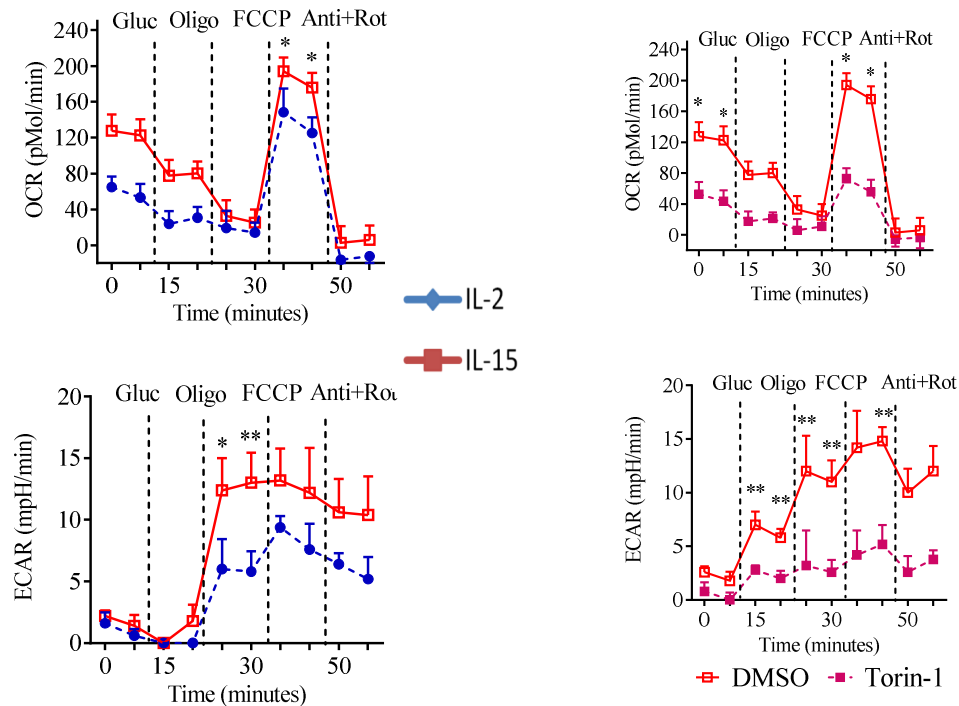 Gluc Oligo FCCP Anti+Rot
*
*
240
200
160
120
80
40
0
OCR (pMol/min)
0 15 30 50
Time (minutes)
Gluc Oligo FCCP Anti+Rot
* * * *
240
200
160
120
80
40
0
OCR (pMol/min)
0 15 30 50
Time (minutes)
IL-2
IL-15
Gluc Oligo FCCP Anti+Rot
* **
20
15
10
5
0
ECAR (mpH/min)
0 15 30 50
Time (minutes)
Gluc Oligo FCCP Anti+Rot
** ** ** ** **
20
15
10
5
0
ECAR (mpH/min)
0 15 30 50
Time (minutes)
DMSO Torin-1